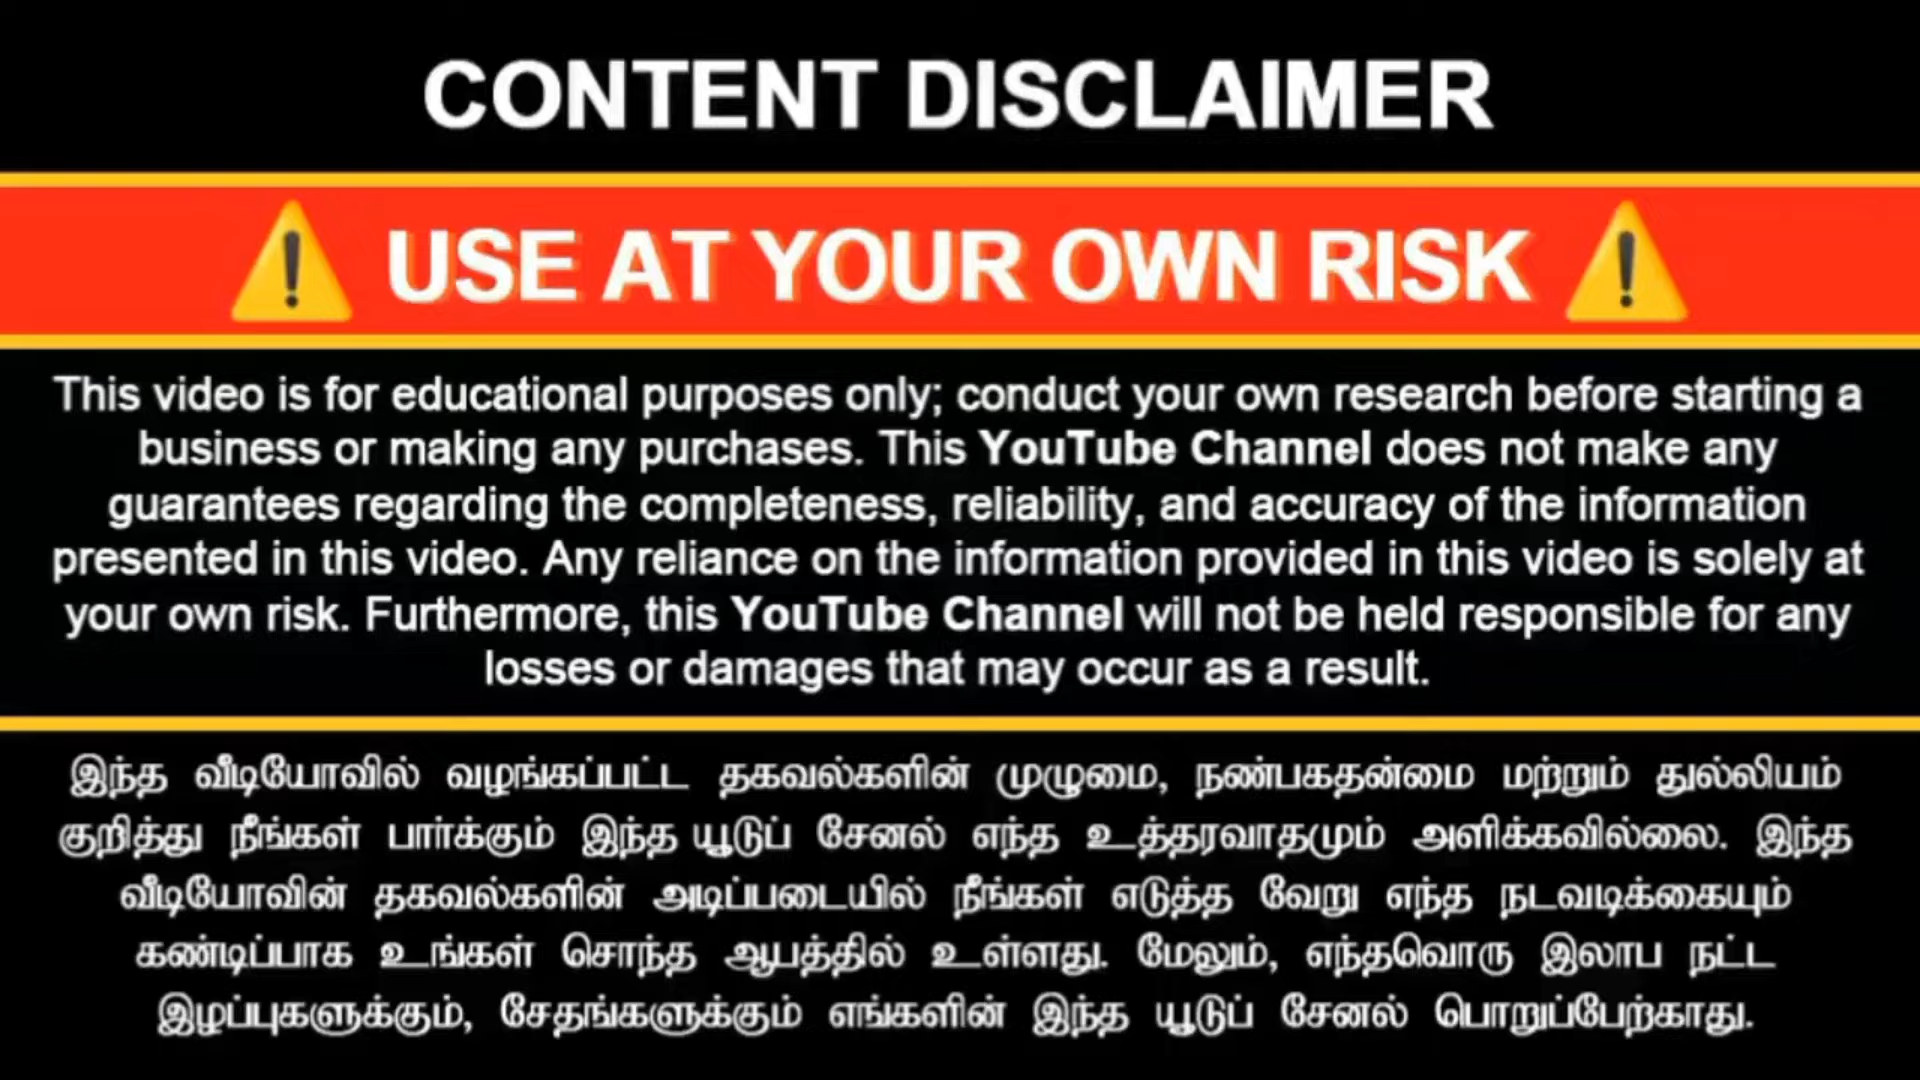 CONTENT DISCLAIMER
⚠️ USE AT YOUR OWN RISK ⚠️
This video is for educational purposes only; conduct your own research before starting a
business or making any purchases. This YouTube Channel does not make any
guarantees regarding the completeness, reliability, and accuracy of the information
presented in this video. Any reliance on the information provided in this video is solely at
your own risk. Furthermore, this YouTube Channel will not be held responsible for any
losses or damages that may occur as a result.
இந்த வீடியோவில் வழங்கப்பட்ட தகவல்களின் முழுமை, நண்பகதன்மை மற்றும் துல்லியம்
குறித்து நீங்கள் பார்க்கும் இந்த யூடுப் சேனல் எந்த உத்தரவாதமும் அளிக்கவில்லை. இந்த
வீடியோவின் தகவல்களின் அடிப்படையில் நீங்கள் எடுத்த வேறு எந்த நடவடிக்கையும்
கண்டிப்பாக உங்கள் சொந்த ஆபத்தில் உள்ளது. மேலும், எந்தவொரு இலாப நட்ட
இழப்புகளுக்கும், சேதங்களுக்கும் எங்களின் இந்த யூடுப் சேனல் பொறுப்பேற்காது.